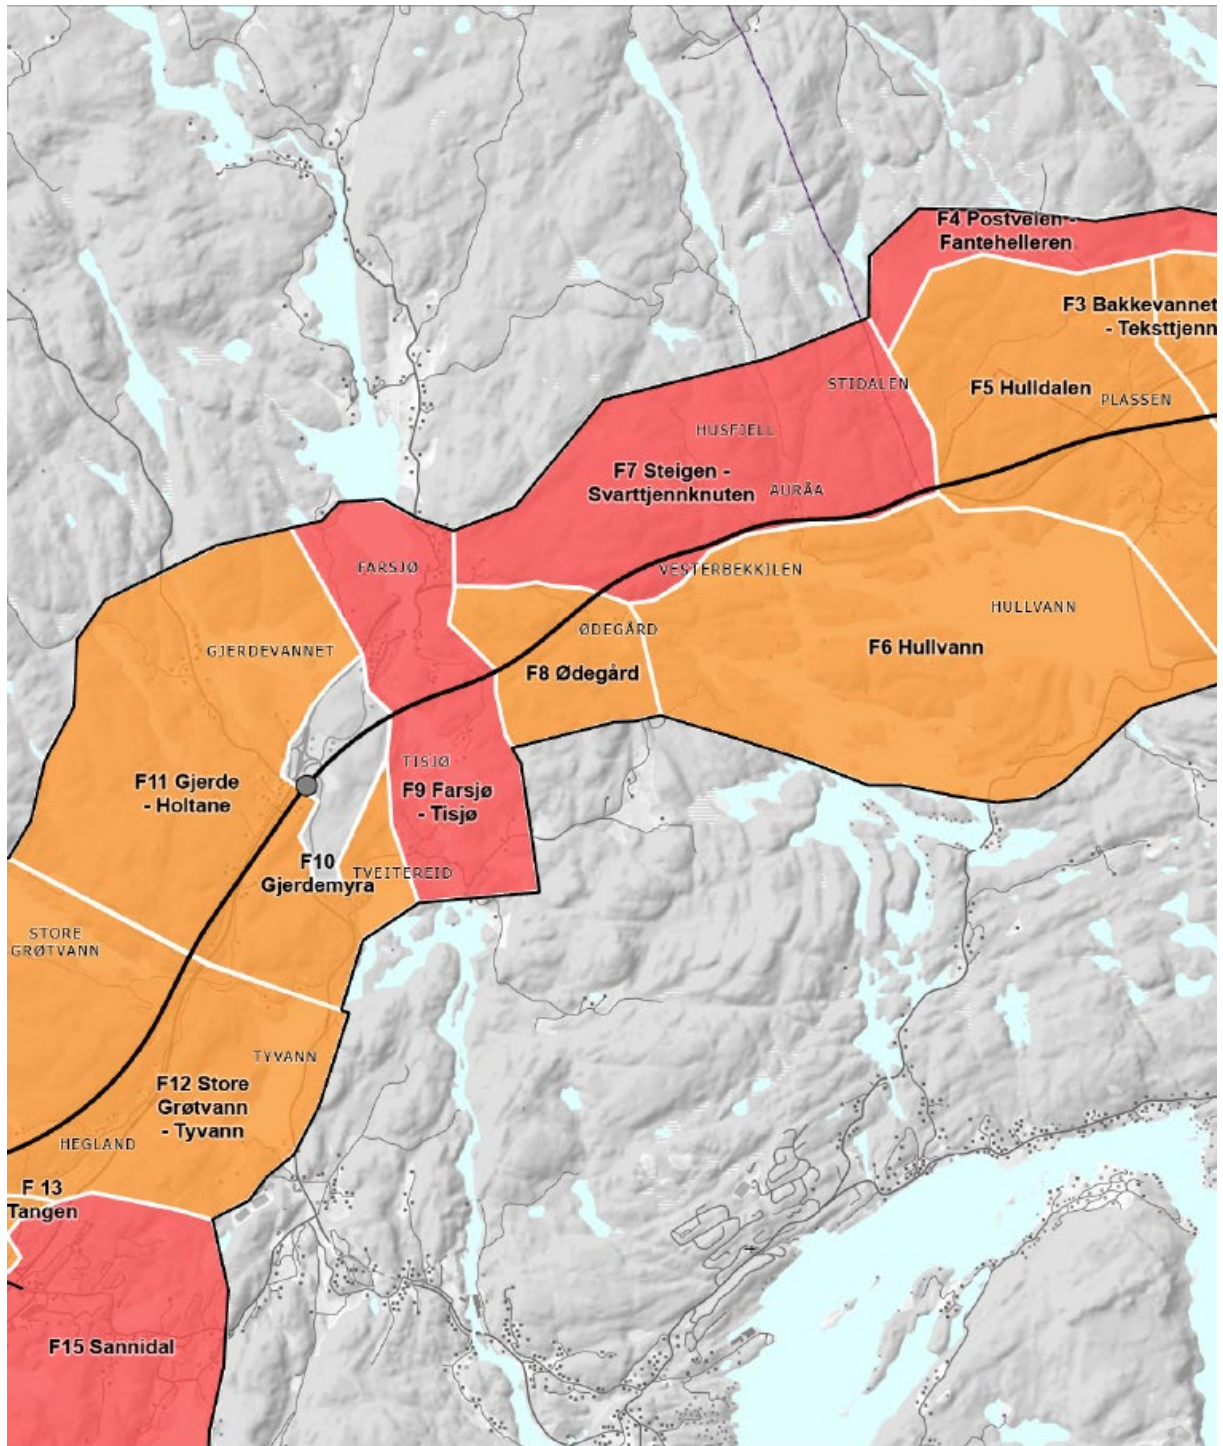 F4 Postveien -
Fantehelleren
F3 Bakkevannet
- Teksttjenn
STIDALEN
F5 Hulldalen
PLASSEN
HUSFJELL
F7 Steigen -
Svarttjennknuten
AURÅA
FARSJØ
VESTERBEKKILEN
HULLVANN
ØDEGÅRD
GJERDEVANNET
F6 Hullvann
F8 Ødegård
TISJØ
F11 Gjerde
- Holtane
F9 Farsjø
- Tisjø
F10
Gjerdemyra
TVEITEREID
STORE
GRØTVANN
TYVANN
F12 Store
Grøtvann
- Tyvann
HEGLAND
F 13
Tangen
F15 Sannidal